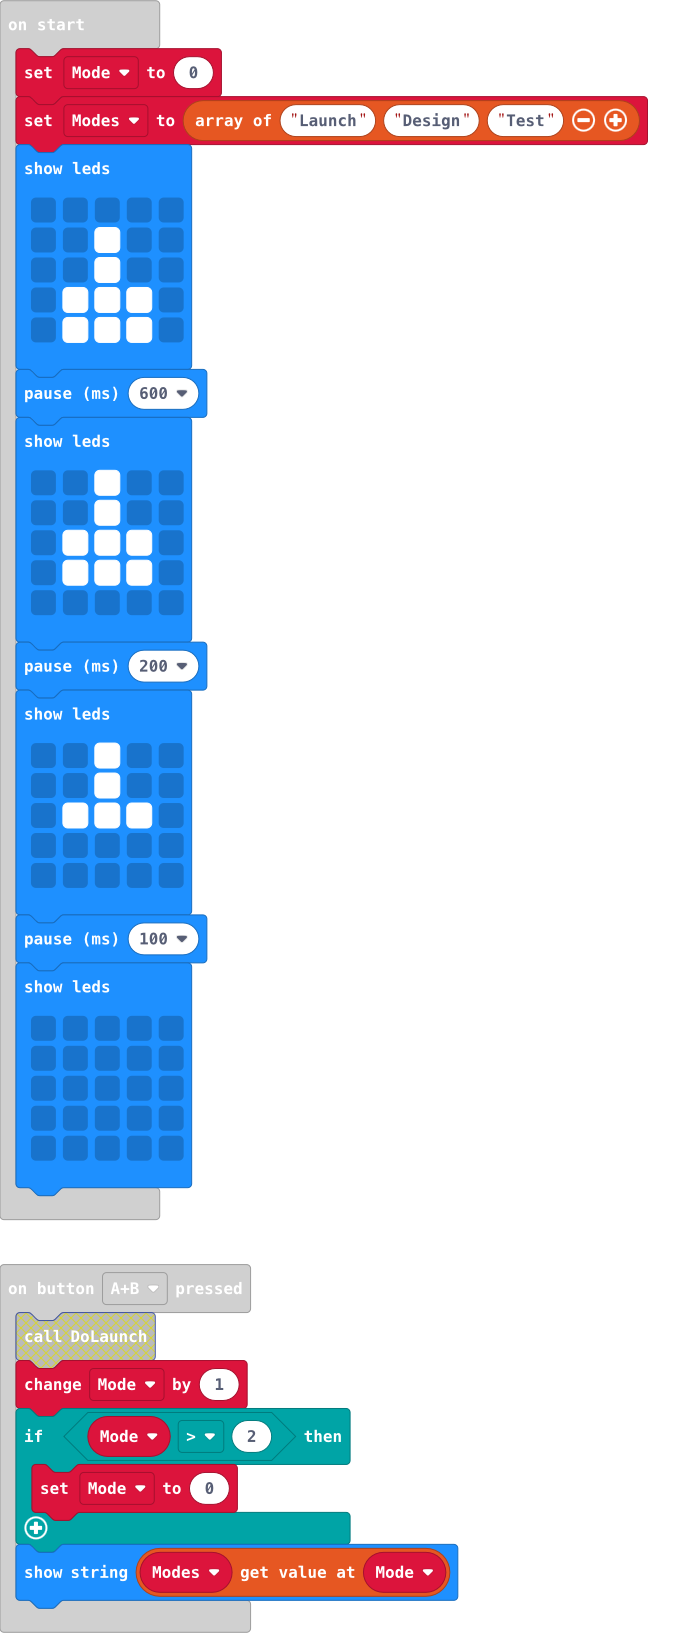 on start
set Mode to 0
set Modes to array of "Launch" "Design" "Test"
show leds
pause (ms) 600
show leds
pause (ms) 200
show leds
pause (ms) 100
show leds
on button A+B pressed
call DoLaunch
change Mode by 1
if Mode > 2 then
set Mode to 0
show string Modes get value at Mode